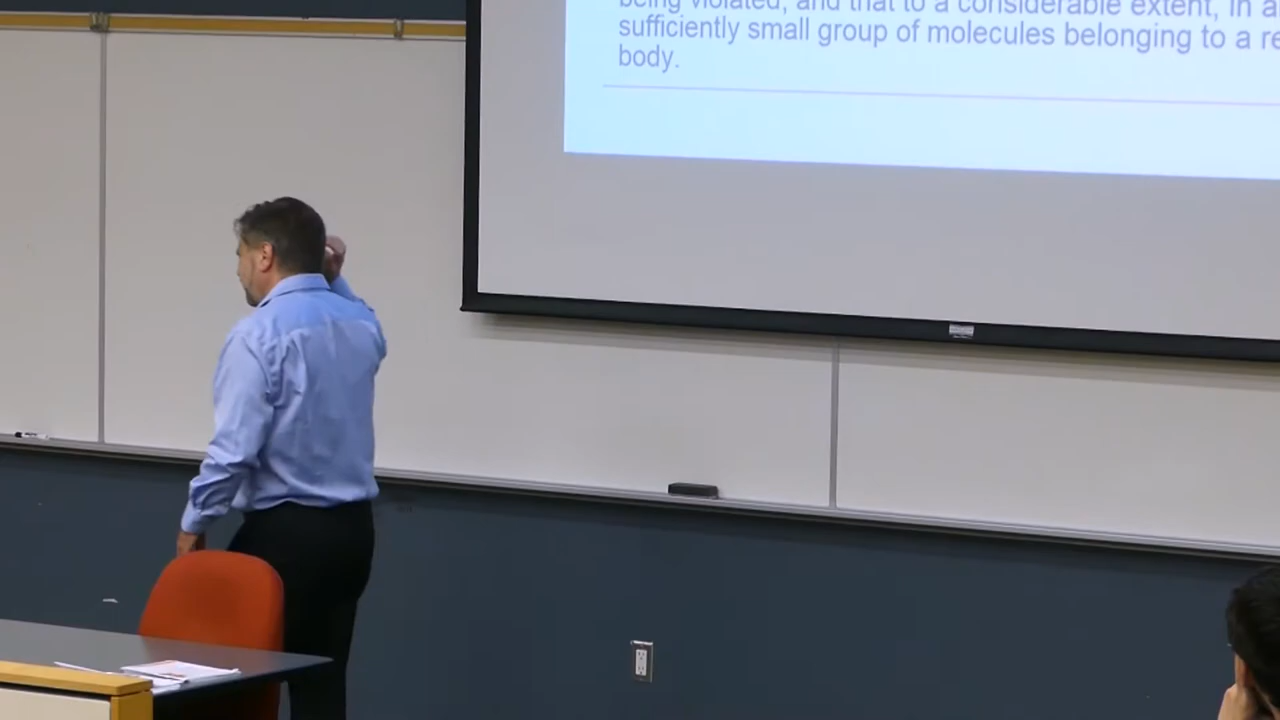 being violated, and that to a considerable extent, in a
sufficiently small group of molecules belonging to a re
body.